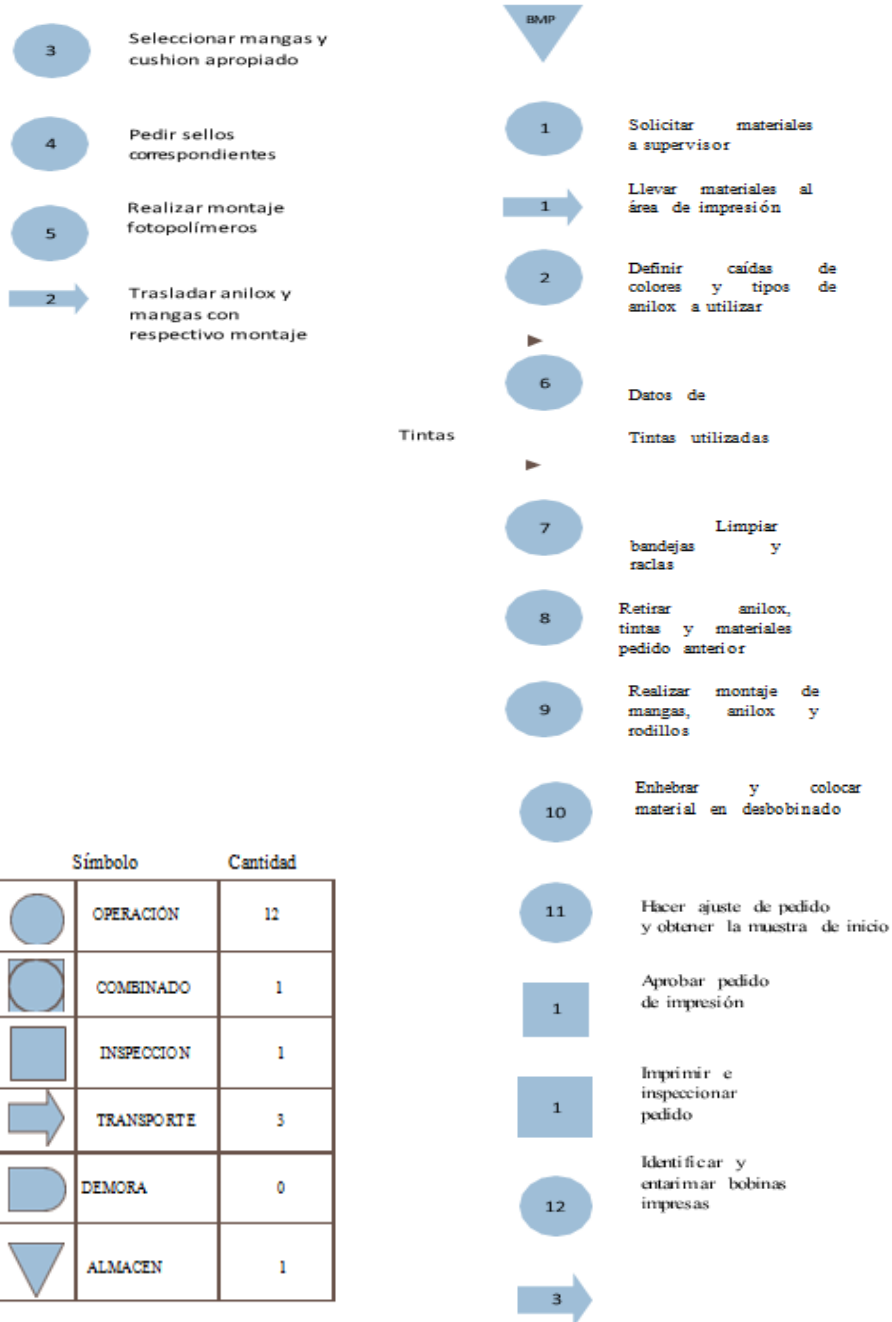 3
Seleccionar mangas y
cushion apropiado
4
Pedir sellos
correspondientes
5
Realizar montaje
fotopolímeros
2
Trasladar anilox y
mangas con
respectivo montaje
BMP
1
Solicitar materiales
a supervisor
1
Llevar materiales al
área de impresión
2
Definir caídas de
colores y tipos de
anilox a utilizar
6
Datos de
Tintas
Tintas utilizadas
7
Limpiar
bandejas y
raclas
8
Retirar anilox,
tintas y materiales
pedido anterior
9
Realizar montaje de
mangas, anilox y
rodillos
10
Enhebrar y colocar
material en desbobinado
11
Hacer ajuste de pedido
y obtener la muestra de inicio
1
Aprobar pedido
de impresión
1
Imprimir e
inspeccionar
pedido
12
Identificar y
entarimar bobinas
impresas
3
Símbolo Cantidad
OPERACIÓN 12
COMBINADO 1
INSPECCION 1
TRANSPORTE 3
DEMORA 0
ALMACEN 1